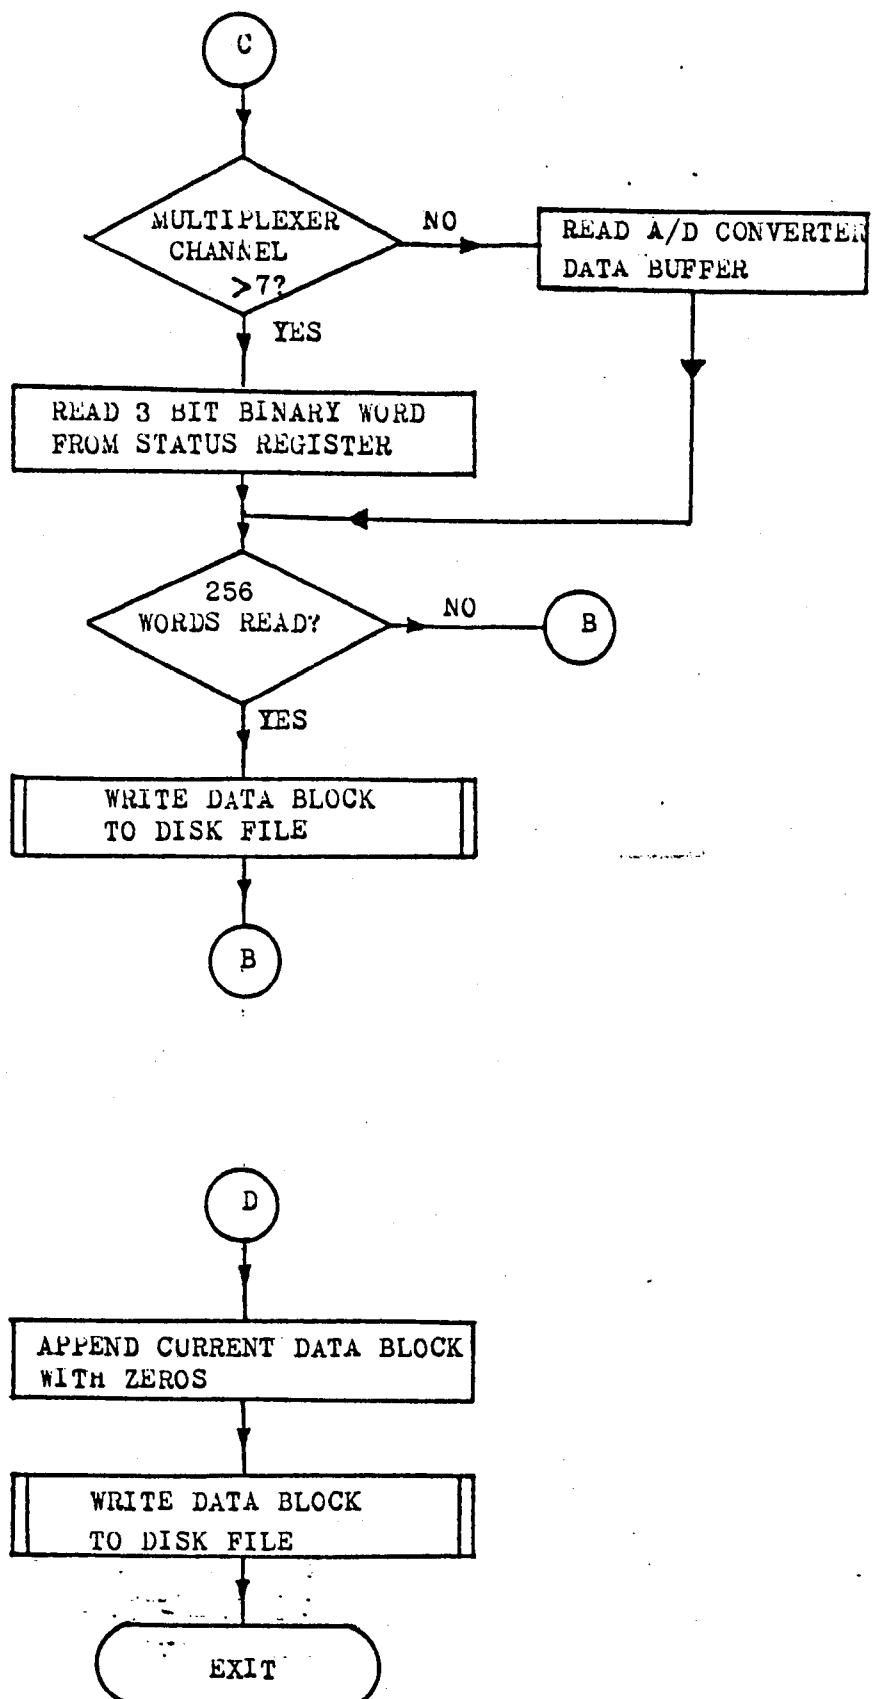 C
MULTIPLEXER
CHANNEL
>7?
NO
READ A/D CONVERTER
DATA BUFFER
YES
READ 3 BIT BINARY WORD
FROM STATUS REGISTER
256
WORDS READ?
NO
B
YES
WRITE DATA BLOCK
TO DISK FILE
B
D
APPEND CURRENT DATA BLOCK
WITH ZEROS
WRITE DATA BLOCK
TO DISK FILE
EXIT